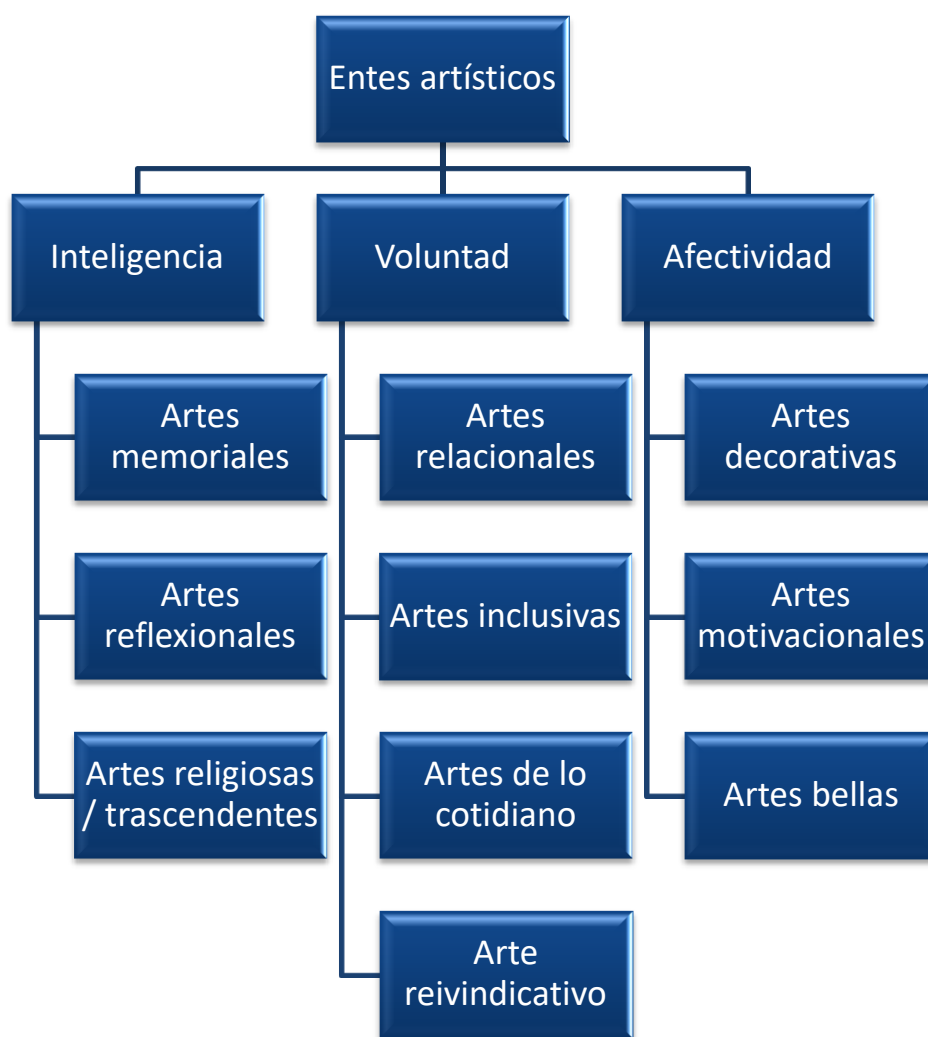 Entes artísticos
Inteligencia
Voluntad
Afectividad
Artes
memoriales
Artes
relacionales
Artes
decorativas
Artes
reflexionales
Artes inclusivas
Artes
motivacionales
Artes religiosas
/ trascendentes
Artes de lo
cotidiano
Artes bellas
Arte
reivindicativo